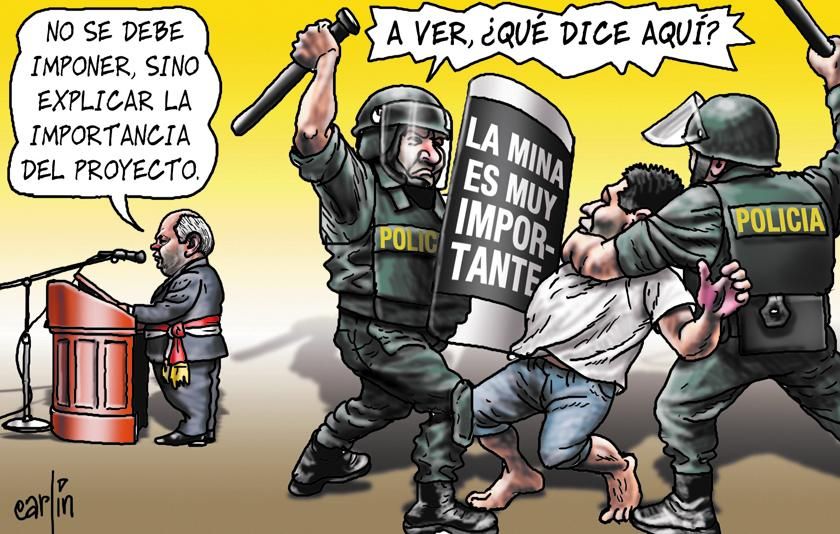 NO SE DEBE
IMPONER, SINO
EXPLICAR LA
IMPORTANCIA
DEL PROYECTO.
A VER, ¿QUÉ DICE AQUÍ?
LA MINA
ES MUY
IMPOR-
TANTE
POLIC
POLICIA
carlin